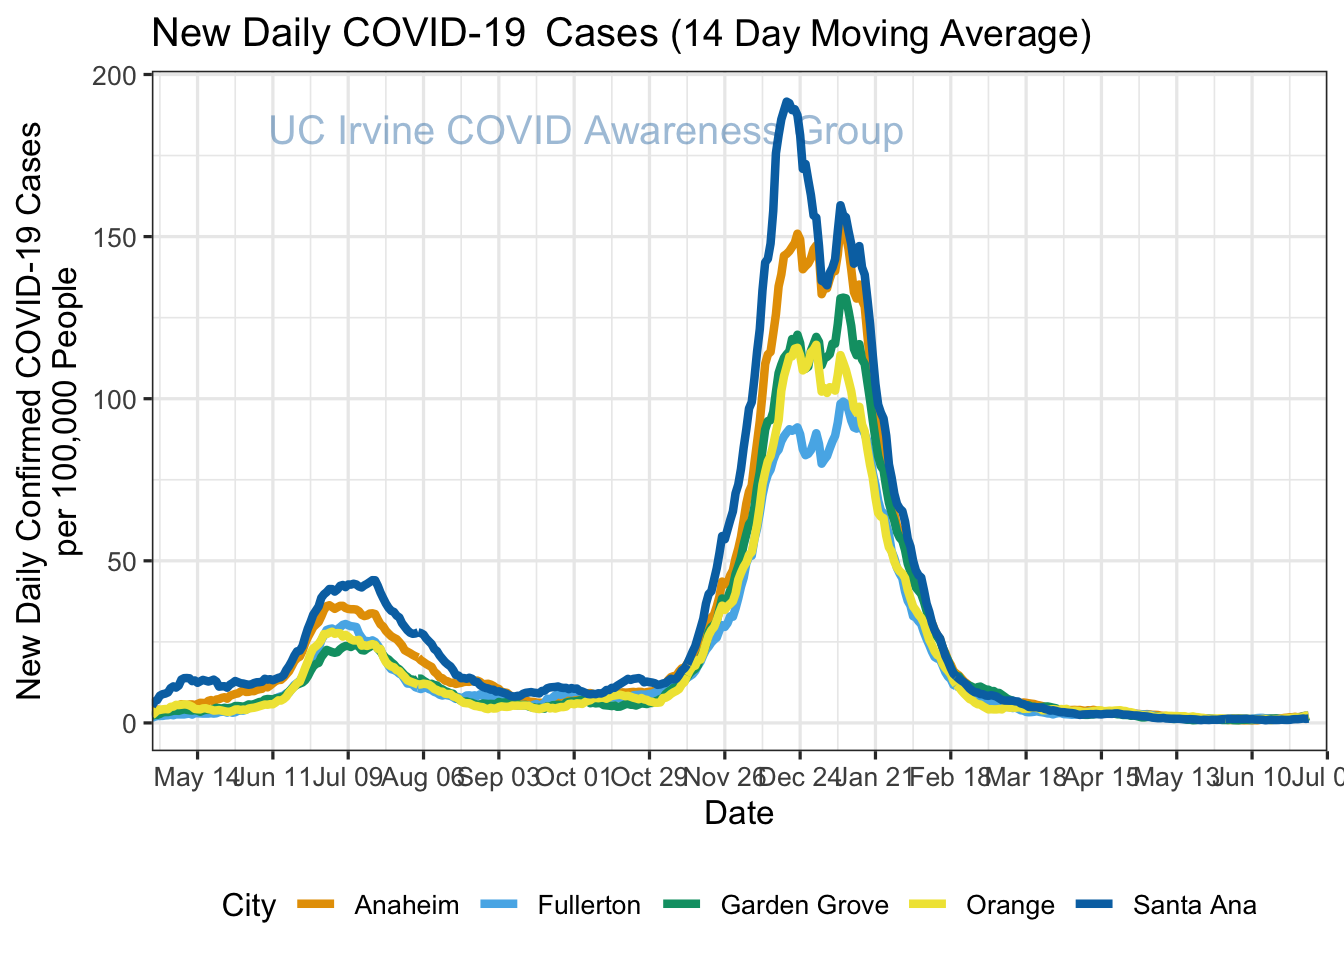 New Daily COVID-19 Cases (14 Day Moving Average)
UC Irvine COVID Awareness Group
New Daily Confirmed COVID-19 Cases
per 100,000 People
200
150
100
50
0
May 14 Jun 11 Jul 09 Aug 06 Sep 03 Oct 01 Oct 29 Nov 26 Dec 24 Jan 21 Feb 18 Mar 18 Apr 15 May 13 Jun 10 Jul 0
Date
City Anaheim Fullerton Garden Grove Orange Santa Ana